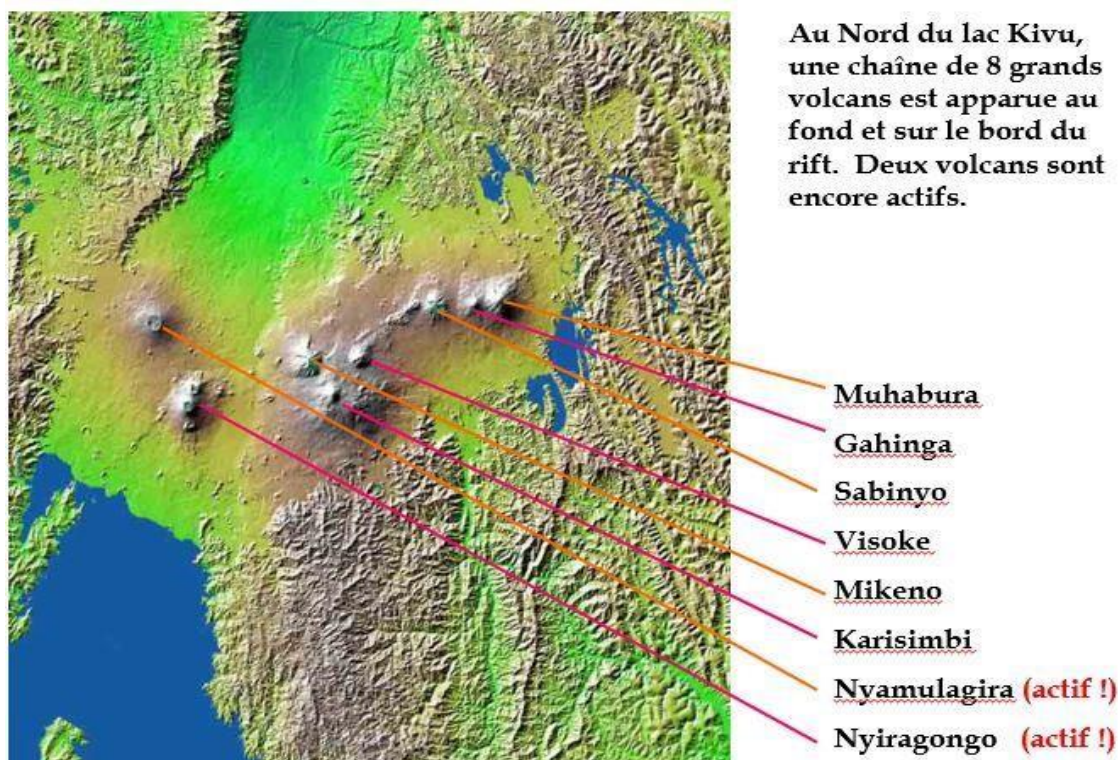 Au Nord du lac Kivu,
une chaîne de 8 grands
volcans est apparue au
fond et sur le bord du
rift. Deux volcans sont
encore actifs.
Muhabura
Gahinga
Sabinyo
Visoke
Mikeno
Karisimbi
Nyamulagira (actif !)
Nyiragongo (actif !)